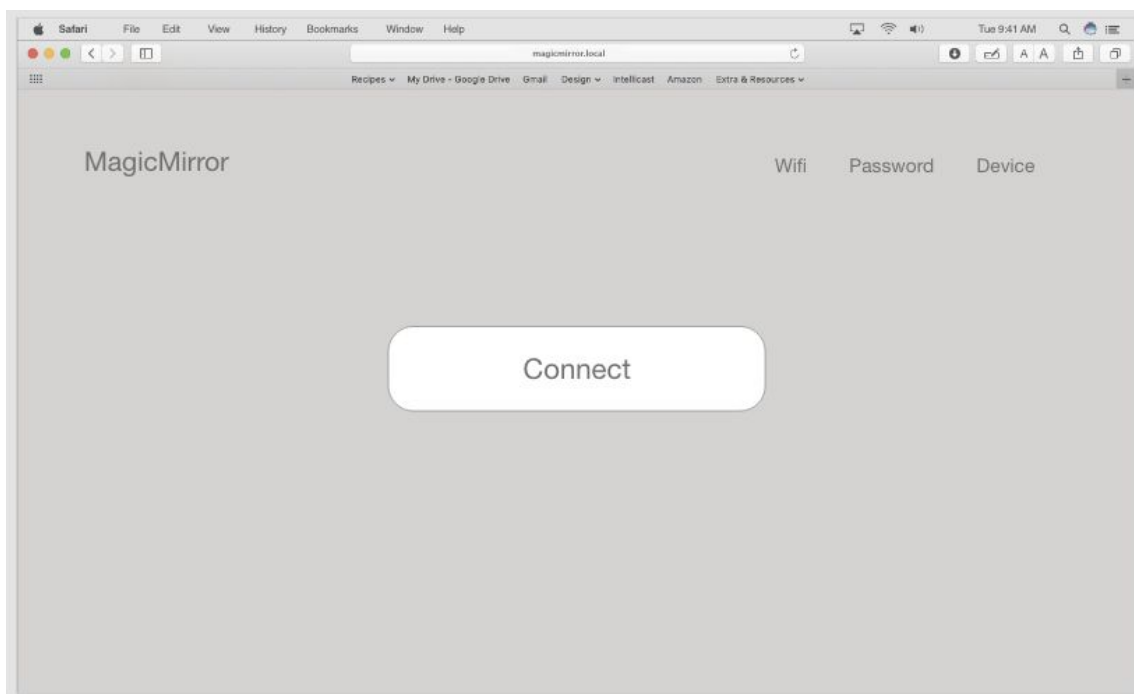 Safari File Edit View History Bookmarks Window Help Tue 9:41 AM
magicmirror.local A A
Recipes My Drive - Google Drive Gmail Design Intellicast Amazon Extra & Resources
MagicMirror Wifi Password Device
Connect